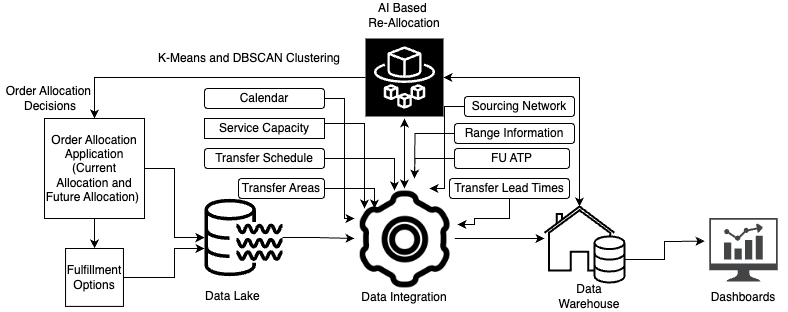 AI Based
Re-Allocation
K-Means and DBSCAN Clustering
Order Allocation
Decisions
Calendar
Sourcing Network
Service Capacity
Range Information
Order Allocation
Application
(Current
Allocation and
Future Allocation)
Transfer Schedule
FU ATP
Transfer Areas
Transfer Lead Times
Fulfillment
Options
Data Lake
Data Integration
Data
Warehouse
Dashboards